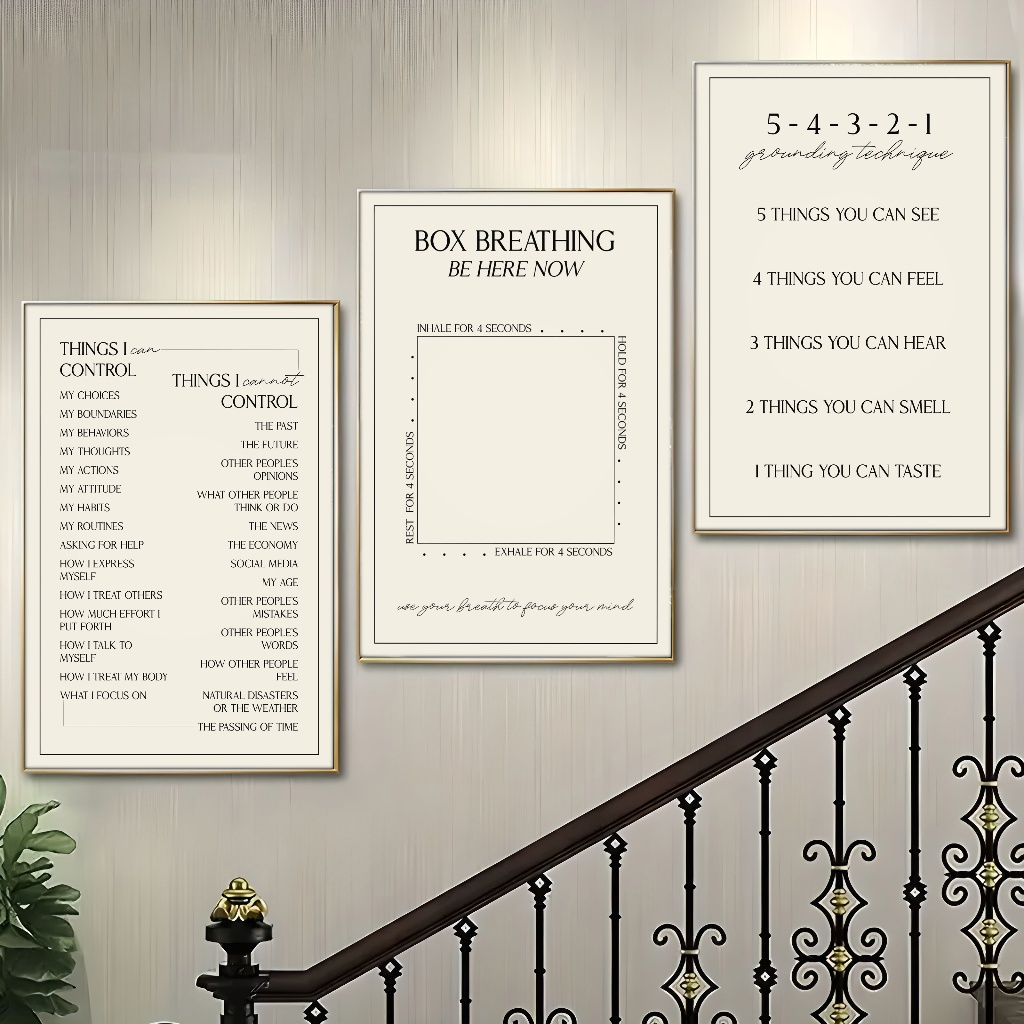 THINGS I can
CONTROL
MY CHOICES
MY BOUNDARIES
MY BEHAVIORS
MY THOUGHTS
MY ACTIONS
MY ATTITUDE
MY HABITS
MY ROUTINES
ASKING FOR HELP
HOW I EXPRESS
MYSELF
HOW I TREAT OTHERS
HOW MUCH EFFORT I
PUT FORTH
HOW I TALK TO
MYSELF
HOW I TREAT MY BODY
WHAT I FOCUS ON
THINGS I cannot
CONTROL
THE PAST
THE FUTURE
OTHER PEOPLE'S
OPINIONS
WHAT OTHER PEOPLE
THINK OR DO
THE NEWS
THE ECONOMY
SOCIAL MEDIA
MY AGE
OTHER PEOPLE'S
MISTAKES
OTHER PEOPLE'S
WORDS
HOW OTHER PEOPLE
FEEL
NATURAL DISASTERS
OR THE WEATHER
THE PASSING OF TIME
BOX BREATHING
BE HERE NOW
INHALE FOR 4 SECONDS . . . .
HOLD FOR 4 SECONDS . . . .
EXHALE FOR 4 SECONDS . . . .
REST FOR 4 SECONDS . . . .
use your breath to focus your mind
5 - 4 - 3 - 2 - 1
grounding technique
5 THINGS YOU CAN SEE
4 THINGS YOU CAN FEEL
3 THINGS YOU CAN HEAR
2 THINGS YOU CAN SMELL
1 THING YOU CAN TASTE